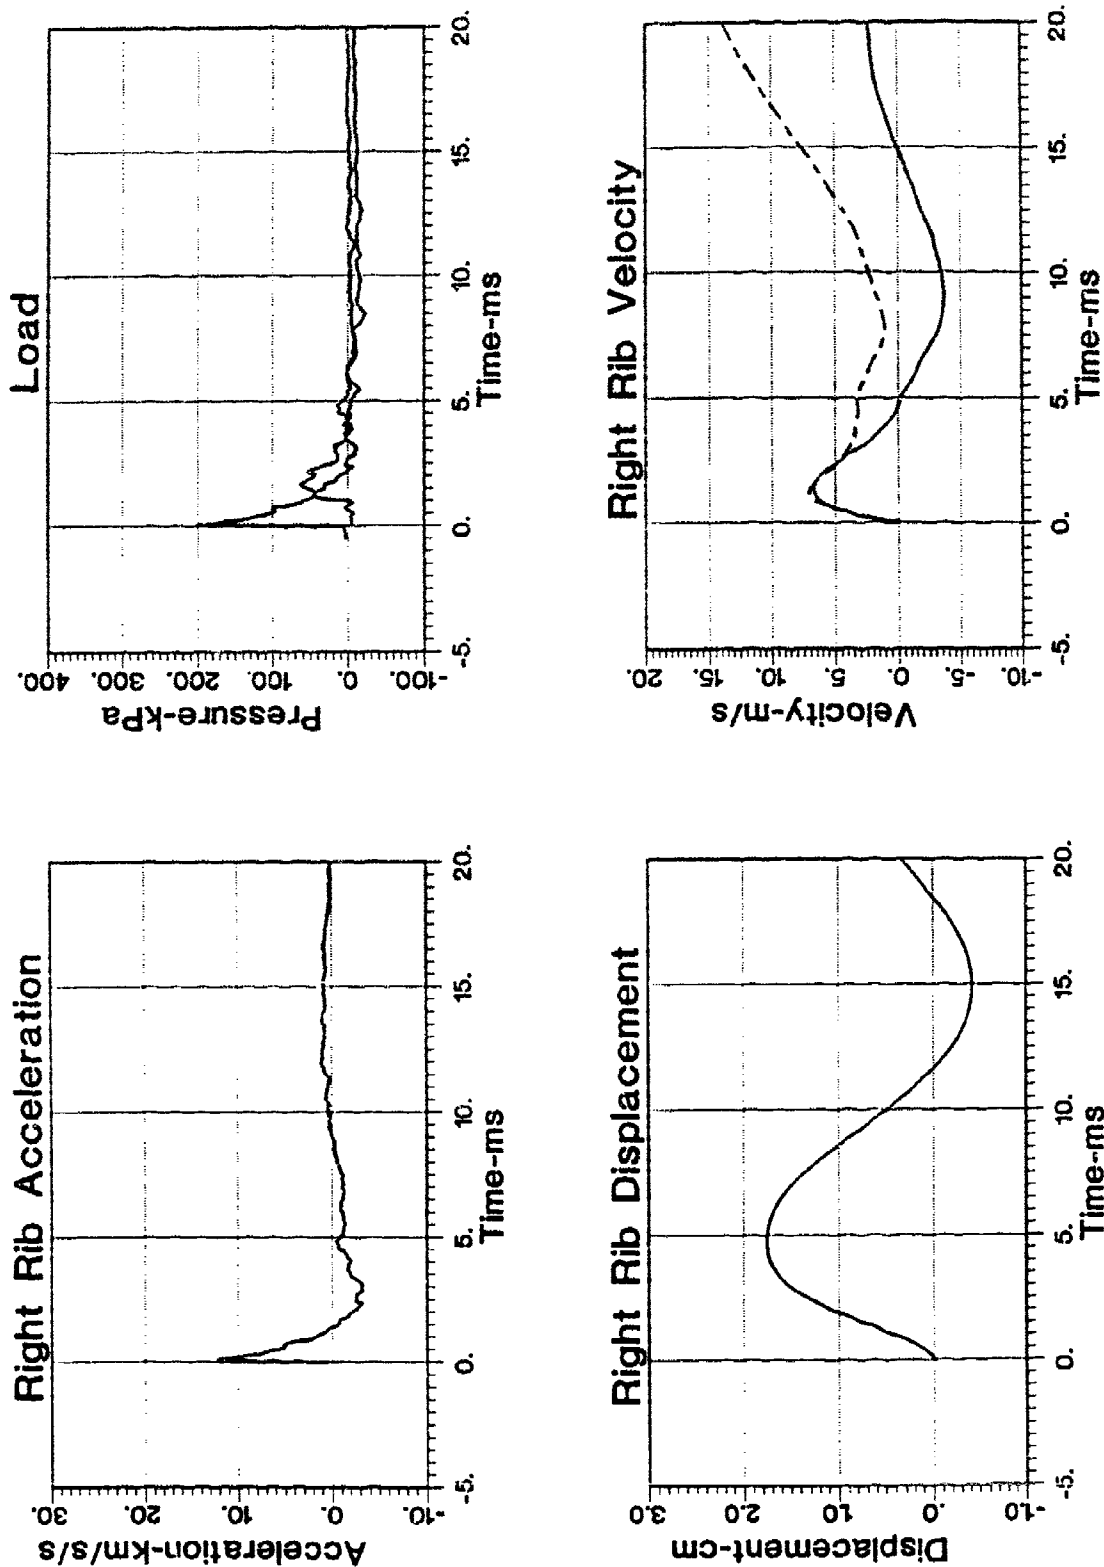 Right Rib Acceleration
Acceleration-km/s/s
30.
20.
10.
0.
-10.
-5. 0. 5. 10. 15. 20.
Time-ms
Load
Pressure-kPa
400.
300.
200.
100.
0.
-100.
-5. 0. 5. 10. 15. 20.
Time-ms
Right Rib Displacement
Displacement-cm
3.0
2.0
1.0
.0
-1.0
-5. 0. 5. 10. 15. 20.
Time-ms
Right Rib Velocity
Velocity-m/s
20.
15.
10.
5.
0.
-5.
-10.
-5. 0. 5. 10. 15. 20.
Time-ms